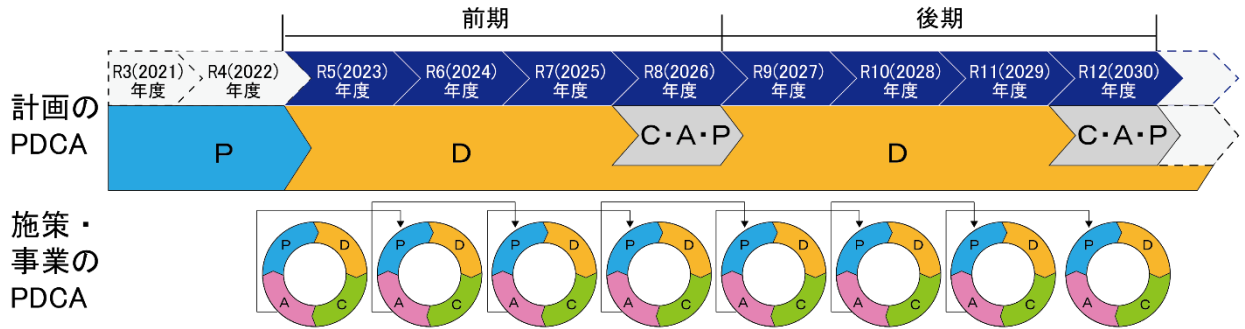 前期
後期
R3(2021)
年度
R4(2022)
年度
R5(2023)
年度
R6(2024)
年度
R7(2025)
年度
R8(2026)
年度
R9(2027)
年度
R10(2028)
年度
R11(2029)
年度
R12(2030)
年度
計画の
PDCA
P
D
C・A・P
D
C・A・P
施策・
事業の
PDCA
P
D
A
C
P
D
A
C
P
D
A
C
P
D
A
C
P
D
A
C
P
D
A
C
P
D
A
C
P
D
A
C